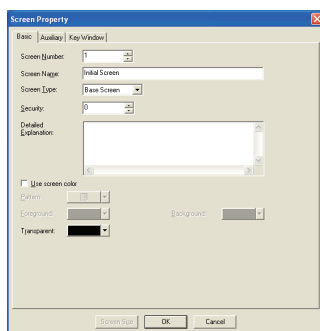 Screen Property
Basic Auxiliary Key Window
Screen Number: 1
Screen Name: Initial Screen
Screen Type: Base Screen
Security: 0
Detailed
Explanation:
Use screen color
Pattern:
Foreground: Background:
Transparent:
Screen Size OK Cancel